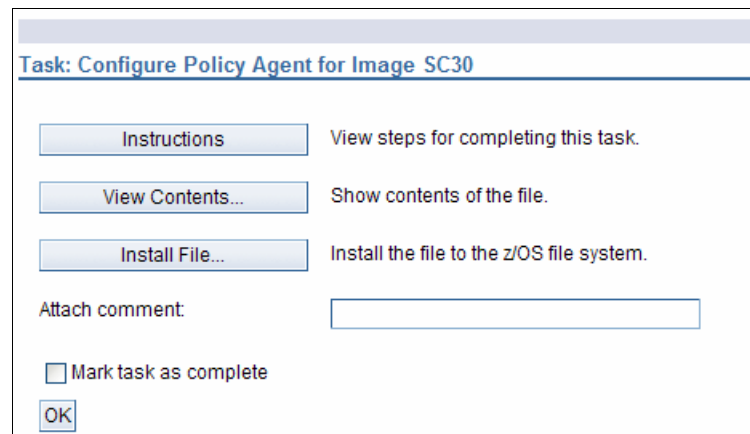 Task: Configure Policy Agent for Image SC30
Instructions View steps for completing this task.
View Contents... Show contents of the file.
Install File... Install the file to the z/OS file system.
Attach comment:
Mark task as complete
OK